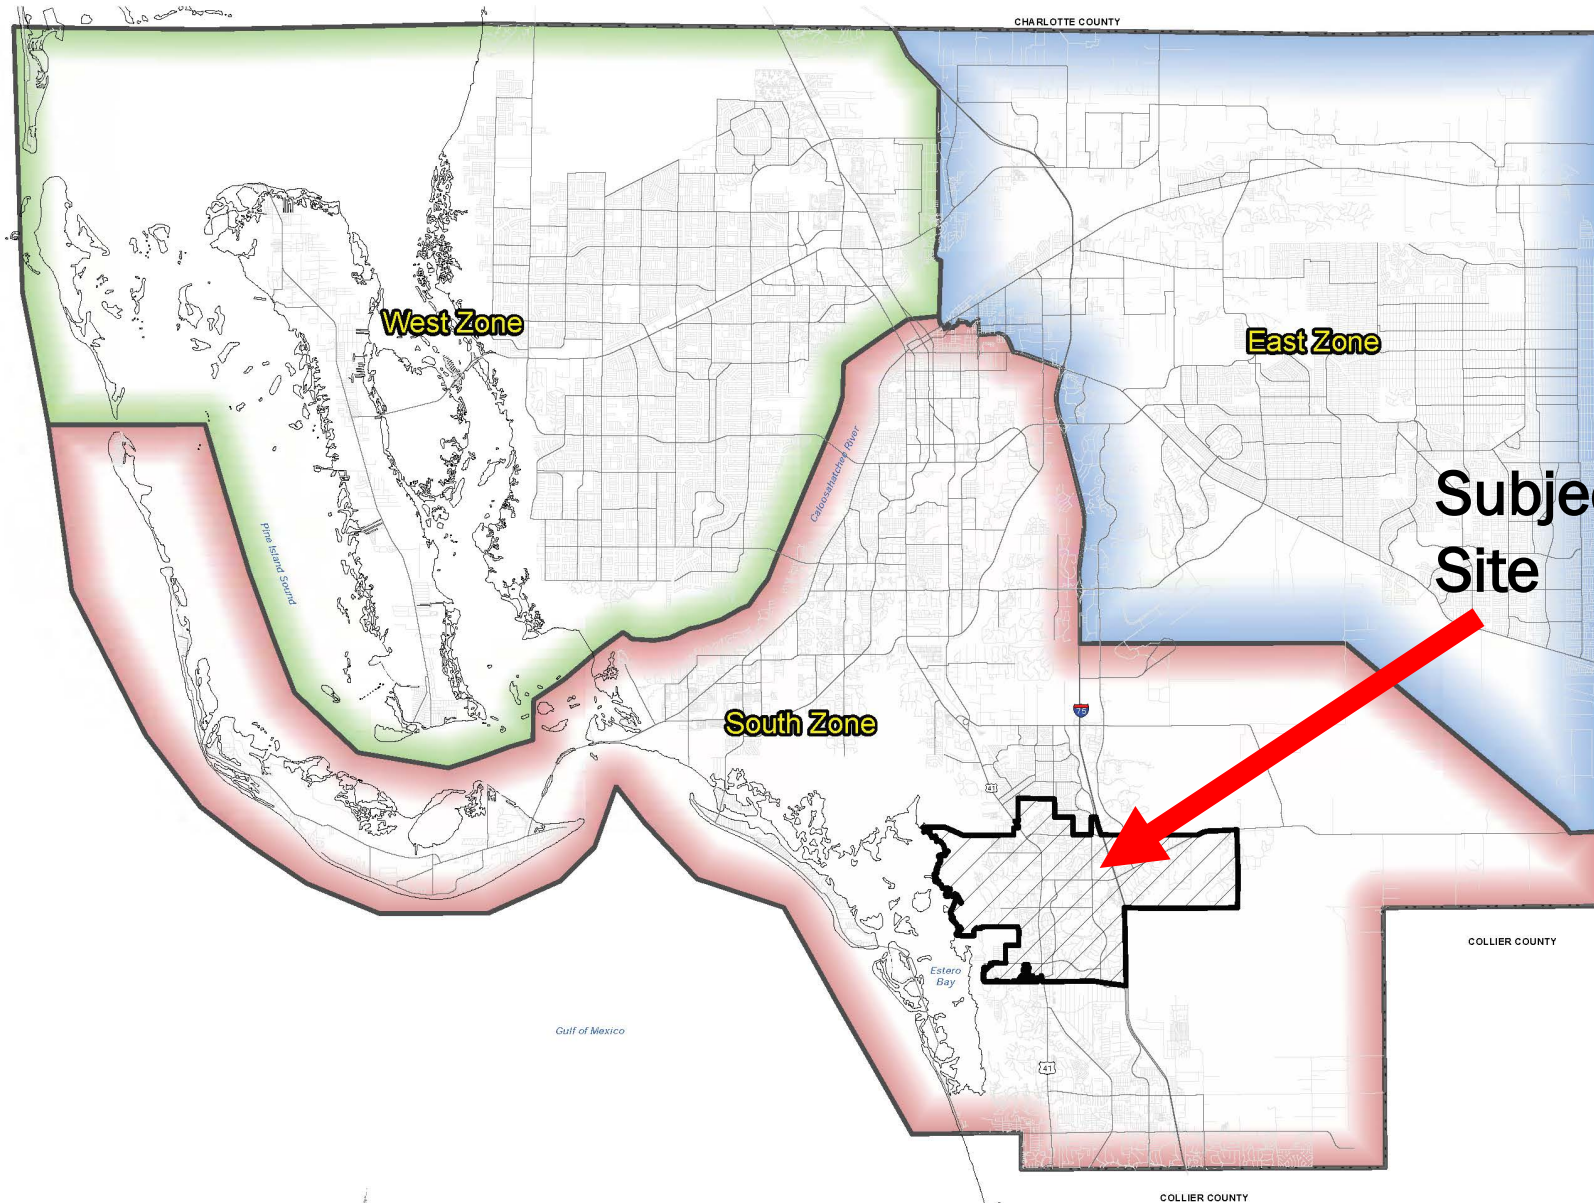 CHARLOTTE COUNTY
West Zone
East Zone
Caloosahatchee River
Subjec
Site
Pine Island Sound
75
South Zone
41
COLLIER COUNTY
Estero
Bay
Gulf of Mexico
41
COLLIER COUNTY